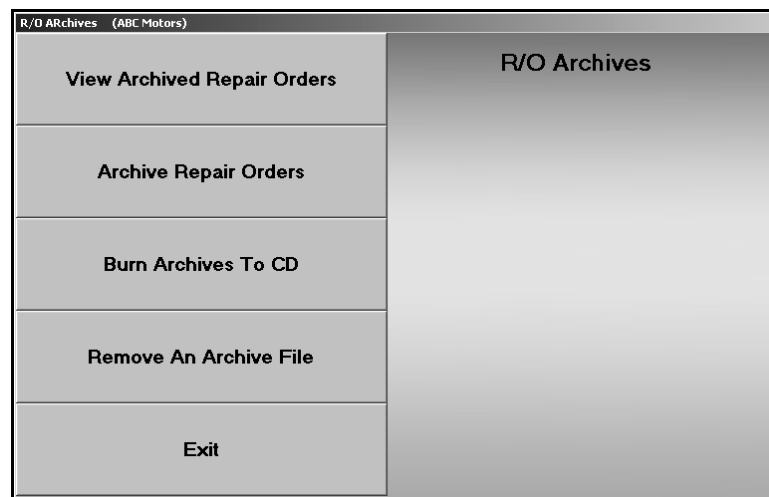 R/O ARchives (ABC Motors)
View Archived Repair Orders
R/O Archives
Archive Repair Orders
Burn Archives To CD
Remove An Archive File
Exit